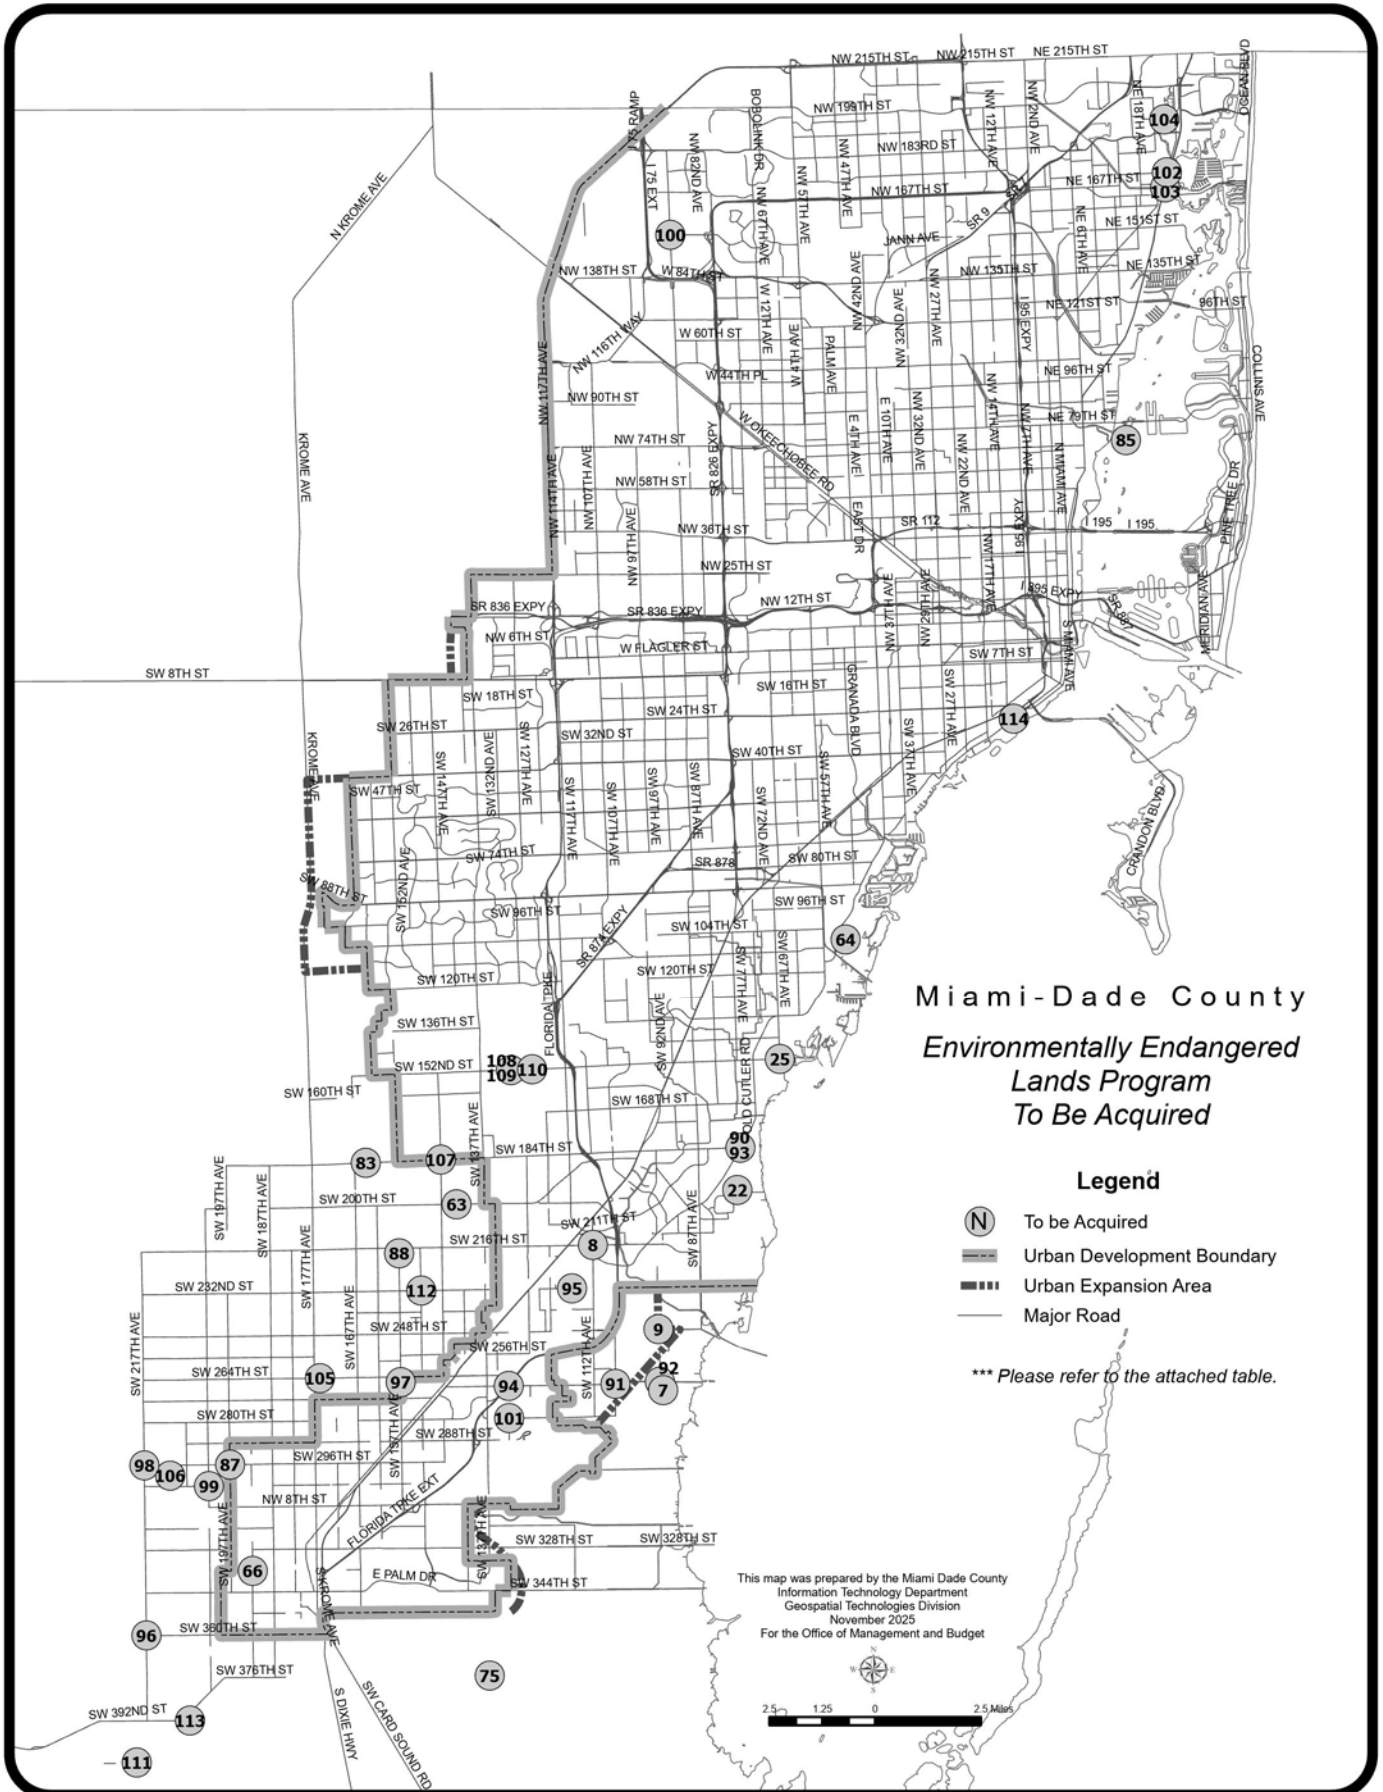 NW 215TH ST
NW 215TH ST
NE 215TH ST
OCEAN BLVD
I 75 RAMP
BOBOLINK DR
NW 199TH ST
NW 12TH AVE
NW 2ND AVE
NE 18TH AVE
104
N KROME AVE
I 75 EXT
NW 82ND AVE
NW 67TH AVE
NW 57TH AVE
NW 47TH AVE
NW 183RD ST
NW 167TH ST
NE 167TH ST
102
103
SR 9
NE 6TH AVE
NE 151ST ST
100
JANN AVE
NW 138TH ST
W 84TH ST
NW 42ND AVE
NW 135TH ST
NE 135TH ST
NW 116TH WAY
W 60TH ST
W 12TH AVE
W 4TH AVE
PALM AVE
NW 32ND AVE
NW 27TH AVE
I 95 EXPY
NE 121ST ST
96TH ST
NW 117TH AVE
W 44TH PL
NE 96TH ST
COLLINS AVE
NW 90TH ST
W OKEECHOBEE RD
E 4TH AVE
E 10TH AVE
NW 32ND AVE
NW 14TH AVE
NW 7TH AVE
NE 79TH ST
85
KROME AVE
NW 114TH AVE
NW 107TH AVE
NW 74TH ST
SR 826 EXPY
NW 22ND AVE
N MIAMI AVE
PINE TREE DR
NW 58TH ST
NW 97TH AVE
NW 36TH ST
EAST DR
SR 112
I 95 EXPY
I 195
I 195
NW 25TH ST
NW 37TH AVE
NW 29TH AVE
NW 17TH AVE
SR 836 EXPY
SR 836 EXPY
NW 12TH ST
I 395 EXPY
SR 887
MERIDIAN AVE
NW 6TH ST
W FLAGLER ST
SW 7TH ST
S MIAMI AVE
SW 8TH ST
SW 18TH ST
SW 16TH ST
GRANADA BLVD
SW 27TH AVE
SW 26TH ST
SW 24TH ST
114
KROME AVE
SW 147TH AVE
SW 132ND AVE
SW 127TH AVE
SW 32ND ST
SW 40TH ST
SW 57TH AVE
SW 37TH AVE
SW 47TH ST
SW 117TH AVE
SW 107TH AVE
SW 97TH AVE
SW 87TH AVE
SW 72ND AVE
CRANDON BLVD
SW 74TH ST
SR 878
SW 80TH ST
SW 88TH ST
SW 152ND AVE
SW 96TH ST
SR 874 EXPY
SW 96TH ST
SW 104TH ST
64
SW 120TH ST
FLORIDA TPKE
SW 120TH ST
SW 77TH AVE
SW 67TH AVE
SW 136TH ST
SW 92ND AVE
SW 152ND ST
108
109
110
25
SW 160TH ST
OLD CUTLER RD
SW 168TH ST
SW 137TH AVE
SW 184TH ST
90
93
83
107
SW 197TH AVE
SW 187TH AVE
SW 200TH ST
63
22
SW 211TH ST
SW 177TH AVE
88
SW 216TH ST
8
SW 87TH AVE
SW 232ND ST
112
95
SW 217TH AVE
SW 167TH AVE
SW 248TH ST
9
SW 256TH ST
SW 112TH AVE
SW 264TH ST
105
97
94
91
92
7
SW 280TH ST
SW 157TH AVE
101
SW 288TH ST
98
106
87
SW 296TH ST
99
NW 8TH ST
FLORIDA TPKE EXT
SW 197TH AVE
SW 137TH AVE
SW 328TH ST
SW 328TH ST
66
E PALM DR
SW 344TH ST
S KROME AVE
96
SW 360TH ST
SW 376TH ST
75
SW 392ND ST
113
S DIXIE HWY
SW CARD SOUND RD
111
Miami-Dade County
Environmentally Endangered
Lands Program
To Be Acquired
Legend
N To be Acquired
Urban Development Boundary
Urban Expansion Area
Major Road
*** Please refer to the attached table.
This map was prepared by the Miami Dade County
Information Technology Department
Geospatial Technologies Division
November 2025
For the Office of Management and Budget
N
W E
S
2.5 1.25 0 2.5 Miles